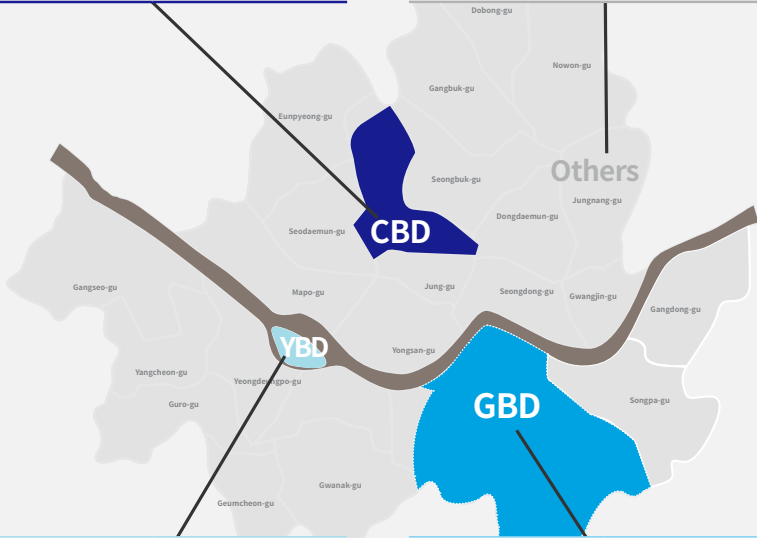 Dobong-gu
Nowon-gu
Gangbuk-gu
Eunpyeong-gu
Others
Seongbuk-gu
Jungnang-gu
Dongdaemun-gu
Seodaemun-gu
CBD
Gangseo-gu
Mapo-gu
Jung-gu
Seongdong-gu
Gwangjin-gu
Gangdong-gu
YBD
Yongsan-gu
Yangcheon-gu
Yeongdeungpo-gu
Guro-gu
GBD
Songpa-gu
Gwanak-gu
Geumcheon-gu